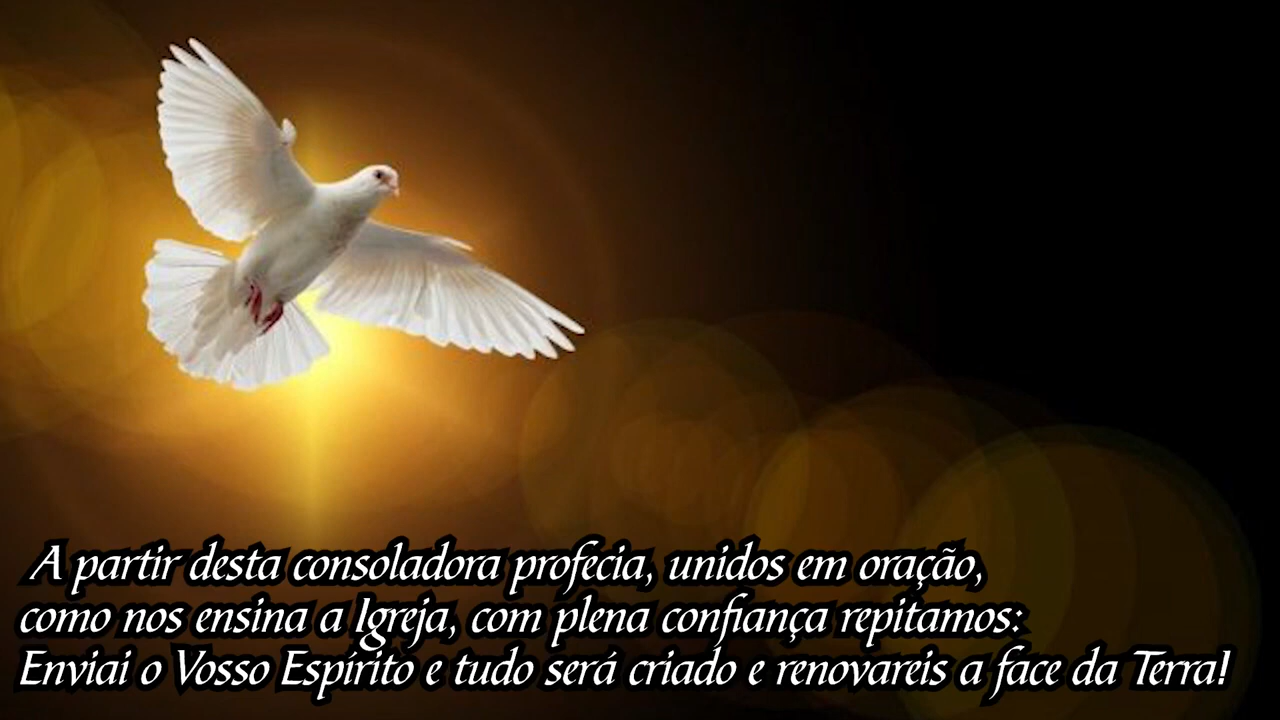 A partir desta consoladora profecia, unidos em oração,
como nos ensina a Igreja, com plena confiança repitamos:
Enviai o Vosso Espírito e tudo será criado e renovareis a face da Terra!